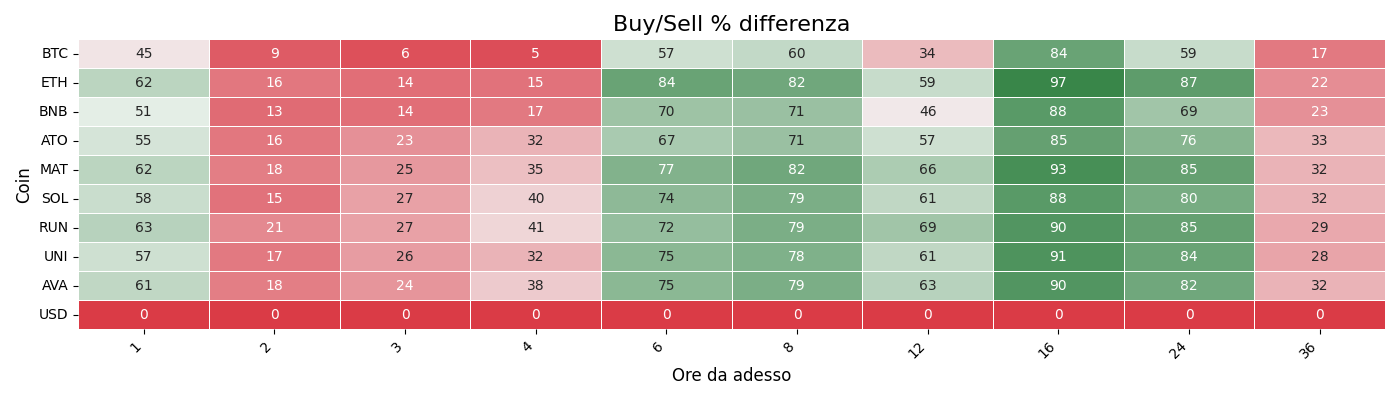 Buy/Sell % differenza
Coin
BTC 45 9 6 5 57 60 34 84 59 17
ETH 62 16 14 15 84 82 59 97 87 22
BNB 51 13 14 17 70 71 46 88 69 23
ATO 55 16 23 32 67 71 57 85 76 33
MAT 62 18 25 35 77 82 66 93 85 32
SOL 58 15 27 40 74 79 61 88 80 32
RUN 63 21 27 41 72 79 69 90 85 29
UNI 57 17 26 32 75 78 61 91 84 28
AVA 61 18 24 38 75 79 63 90 82 32
USD 0 0 0 0 0 0 0 0 0 0
1 2 3 4 6 8 12 16 24 36
Ore da adesso